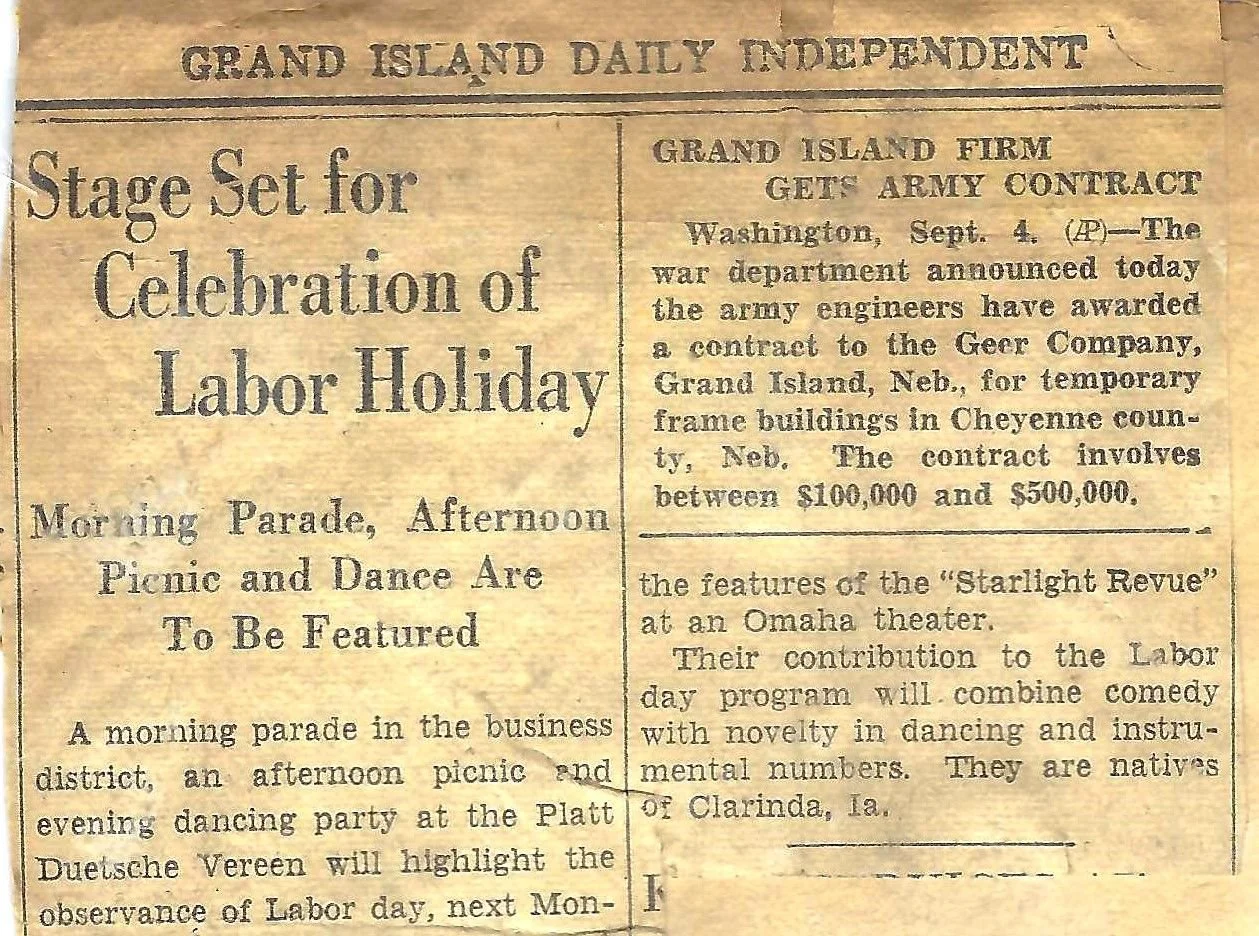 GRAND ISLAND DAILY INDEPENDENT
Stage Set for
Celebration of
Labor Holiday
Morning Parade, Afternoon
Picnic and Dance Are
To Be Featured
A morning parade in the business
district, an afternoon picnic and
evening dancing party at the Platt
Duetsche Vereen will highlight the
observance of Labor day, next Mon-
GRAND ISLAND FIRM
GETS ARMY CONTRACT
Washington, Sept. 4. (AP)—The
war department announced today
the army engineers have awarded
a contract to the Geer Company,
Grand Island, Neb., for temporary
frame buildings in Cheyenne coun-
ty, Neb. The contract involves
between $100,000 and $500,000.
the features of the "Starlight Revue"
at an Omaha theater.
Their contribution to the Labor
day program will combine comedy
with novelty in dancing and instru-
mental numbers. They are natives
of Clarinda, Ia.